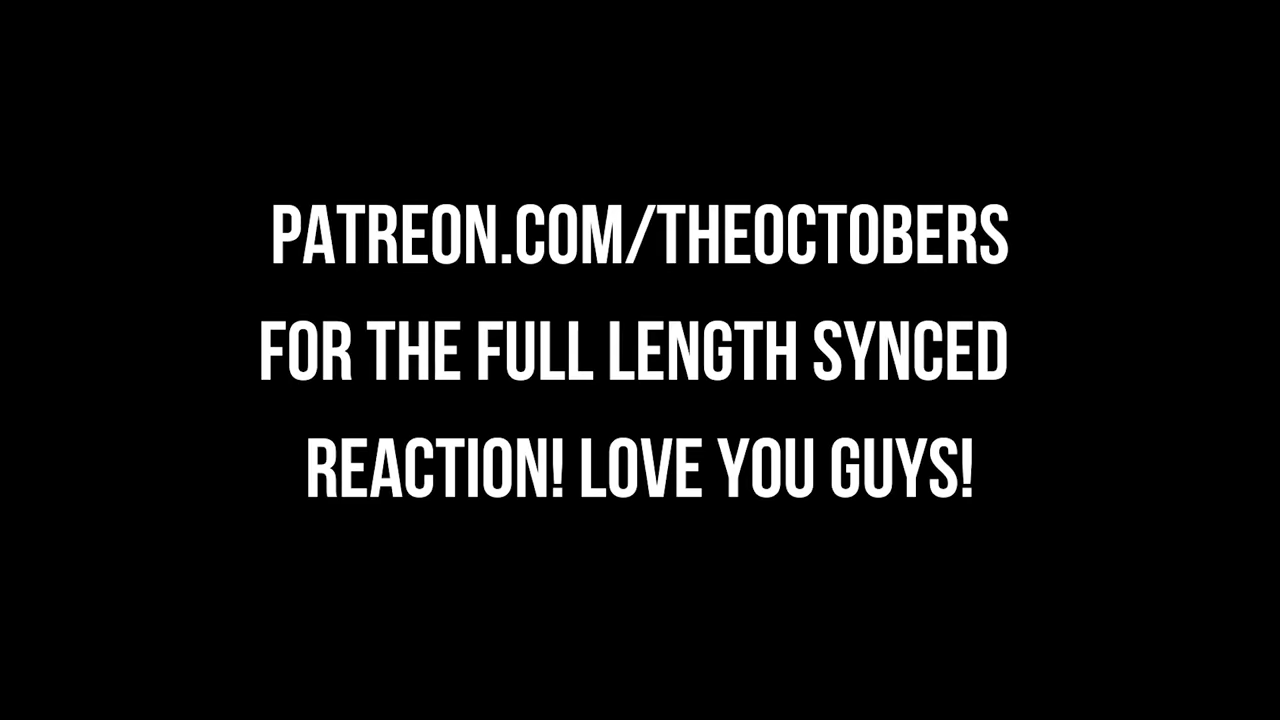 PATREON.COM/THEOCTOBERS
FOR THE FULL LENGTH SYNCED
REACTION! LOVE YOU GUYS!